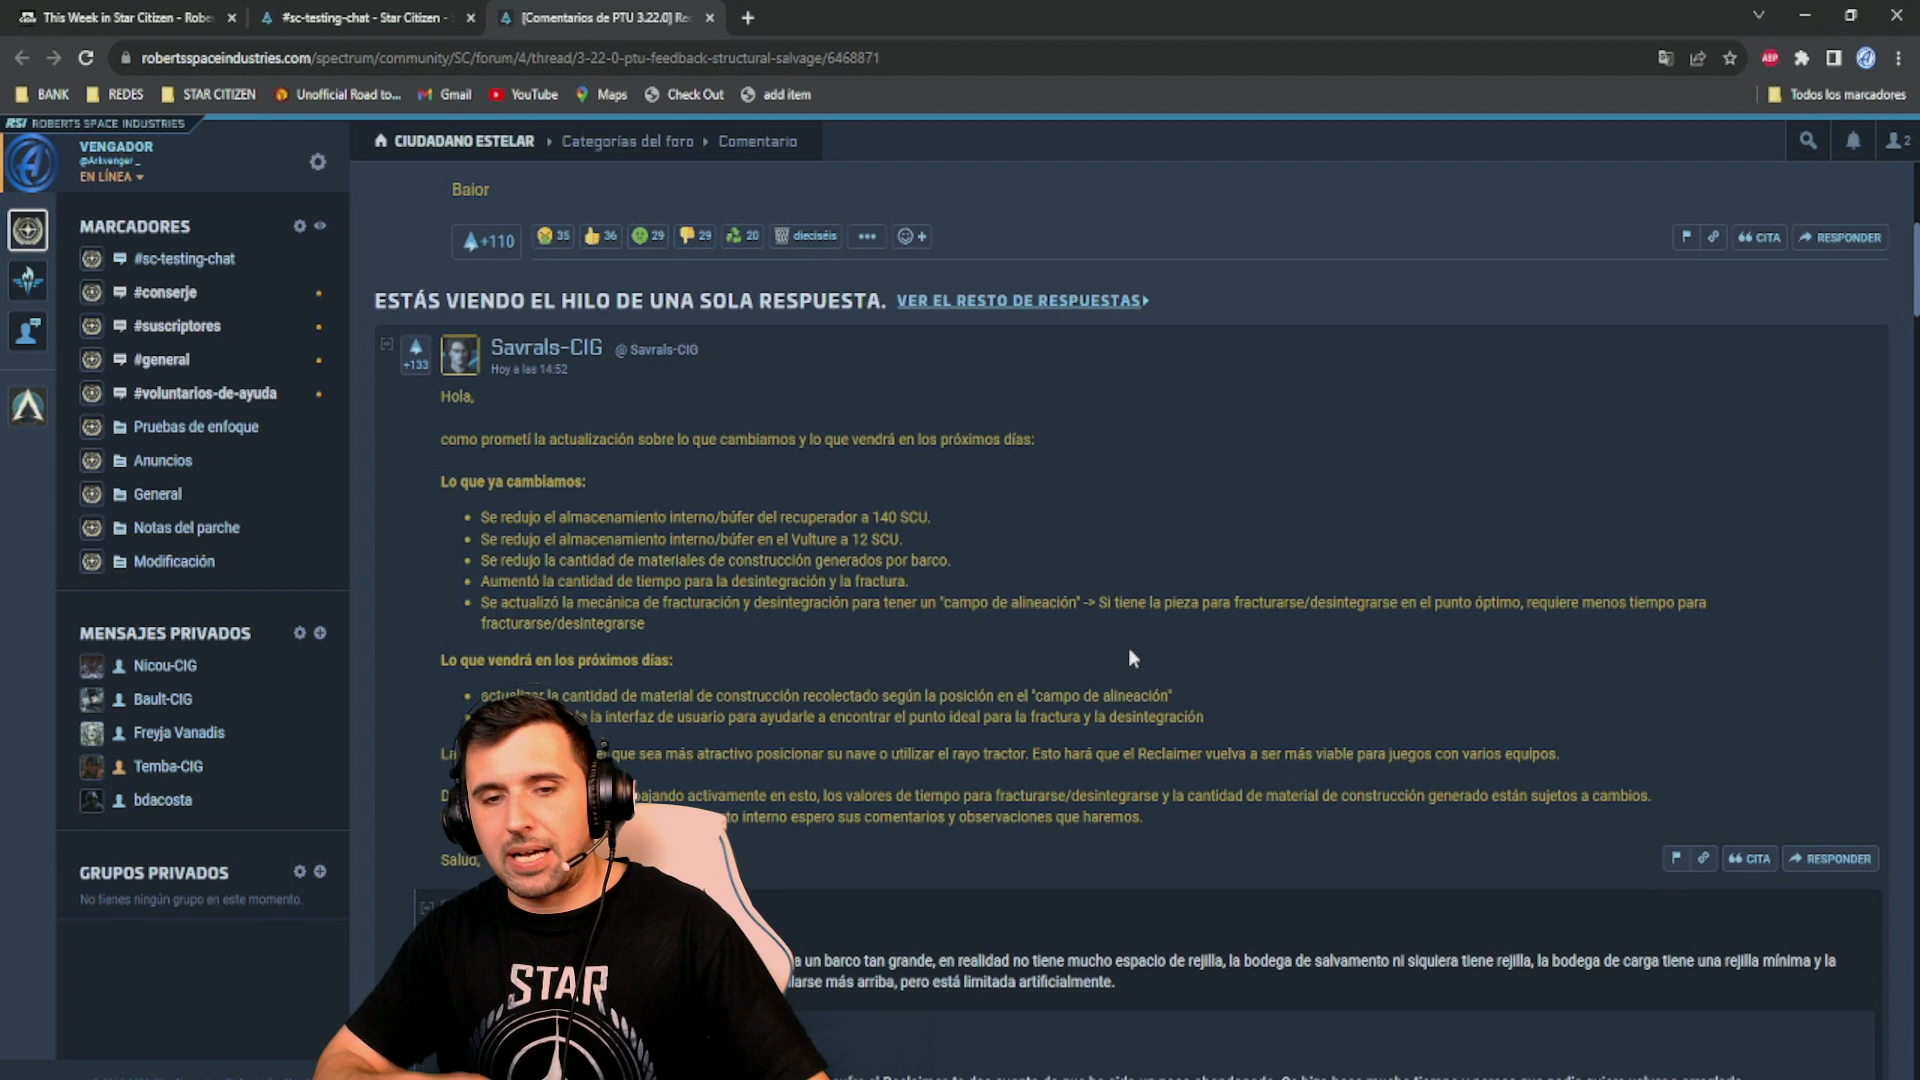 This Week in Star Citizen - Robe
#sc-testing-chat - Star Citizen -
[Comentarios de PTU 3.22.0] Re
robertsspaceindustries.com/spectrum/community/SC/forum/4/thread/3-22-0-ptu-feedback-structural-salvage/6468871
ABP
BANK
REDES
STAR CITIZEN
Unofficial Road to...
Gmail
YouTube
Maps
Check Out
add item
Todos los marcadores
RSI ROBERTS SPACE INDUSTRIES
VENGADOR
@Arkvenger_
EN LÍNEA
CIUDADANO ESTELAR
Categorías del foro
Comentario
2
MARCADORES
#sc-testing-chat
#conserje
#suscriptores
#general
#voluntarios-de-ayuda
Pruebas de enfoque
Anuncios
General
Notas del parche
Modificación
MENSAJES PRIVADOS
Nicou-CIG
Bault-CIG
Freyja Vanadis
Temba-CIG
bdacosta
GRUPOS PRIVADOS
No tienes ningún grupo en este momento.
Baior
+110
35
36
29
29
20
dieciséis
CITA
RESPONDER
ESTÁS VIENDO EL HILO DE UNA SOLA RESPUESTA. VER EL RESTO DE RESPUESTAS
+133
Savrals-CIG @ Savrals-CIG
Hoy a las 14:52
Hola,
como prometí la actualización sobre lo que cambiamos y lo que vendrá en los próximos días:
Lo que ya cambiamos:
Se redujo el almacenamiento interno/búfer del recuperador a 140 SCU.
Se redujo el almacenamiento interno/búfer en el Vulture a 12 SCU.
Se redujo la cantidad de materiales de construcción generados por barco.
Aumentó la cantidad de tiempo para la desintegración y la fractura.
Se actualizó la mecánica de fracturación y desintegración para tener un "campo de alineación" -> Si tiene la pieza para fracturarse/desintegrarse en el punto óptimo, requiere menos tiempo para
fracturarse/desintegrarse
Lo que vendrá en los próximos días:
actualizar la cantidad de material de construcción recolectado según la posición en el "campo de alineación"
la interfaz de usuario para ayudarle a encontrar el punto ideal para la fractura y la desintegración
que sea más atractivo posicionar su nave o utilizar el rayo tractor. Esto hará que el Reclaimer vuelva a ser más viable para juegos con varios equipos.
activamente en esto, los valores de tiempo para fracturarse/desintegrarse y la cantidad de material de construcción generado están sujetos a cambios.
interno espero sus comentarios y observaciones que haremos.
Salud,
CITA
RESPONDER
un barco tan grande, en realidad no tiene mucho espacio de rejilla, la bodega de salvamento ni siquiera tiene rejilla, la bodega de carga tiene una rejilla mínima y la
más arriba, pero está limitada artificialmente.
STAR